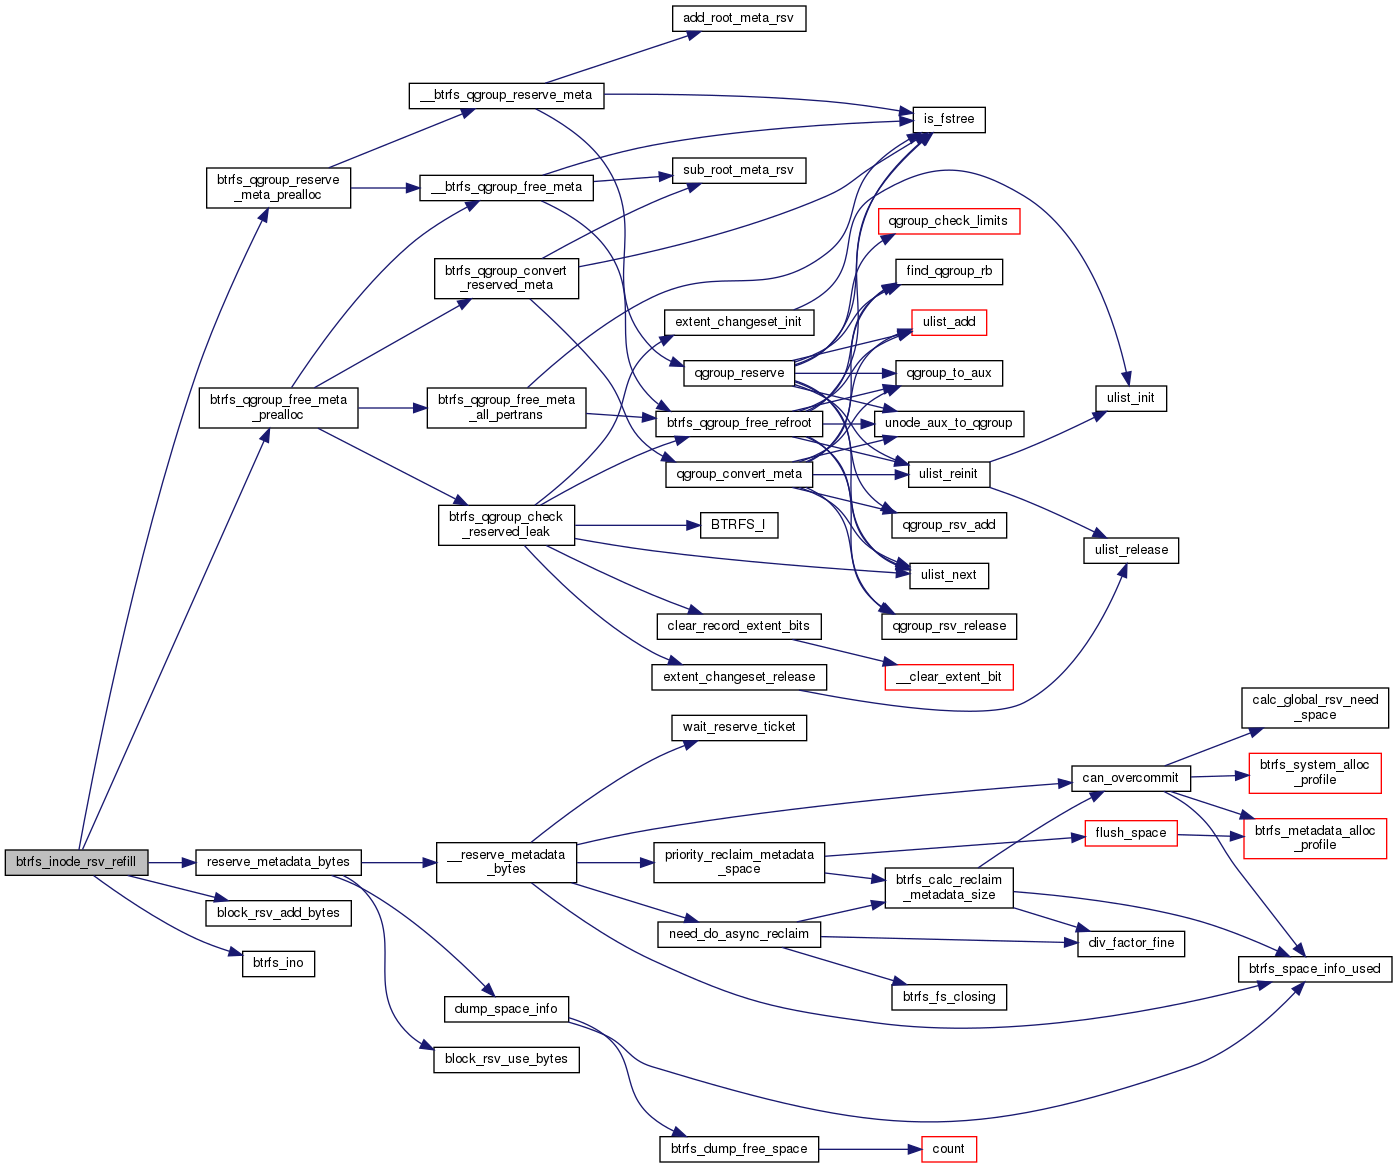 add_root_meta_rsv
__btrfs_qgroup_reserve_meta
is_fstree
btrfs_qgroup_reserve
_meta_prealloc
__btrfs_qgroup_free_meta
sub_root_meta_rsv
qgroup_check_limits
btrfs_qgroup_convert
_reserved_meta
find_qgroup_rb
extent_changeset_init
ulist_add
qgroup_reserve
qgroup_to_aux
btrfs_qgroup_free_meta
_prealloc
btrfs_qgroup_free_meta
_all_pertrans
ulist_init
btrfs_qgroup_free_refroot
unode_aux_to_qgroup
qgroup_convert_meta
ulist_reinit
btrfs_qgroup_check
_reserved_leak
BTRFS_I
qgroup_rsv_add
ulist_release
ulist_next
clear_record_extent_bits
qgroup_rsv_release
extent_changeset_release
__clear_extent_bit
calc_global_rsv_need
_space
wait_reserve_ticket
can_overcommit
btrfs_system_alloc
_profile
flush_space
btrfs_metadata_alloc
_profile
btrfs_inode_rsv_refill
reserve_metadata_bytes
__reserve_metadata
_bytes
priority_reclaim_metadata
_space
btrfs_calc_reclaim
_metadata_size
block_rsv_add_bytes
need_do_async_reclaim
div_factor_fine
btrfs_ino
btrfs_space_info_used
dump_space_info
btrfs_fs_closing
block_rsv_use_bytes
btrfs_dump_free_space
count